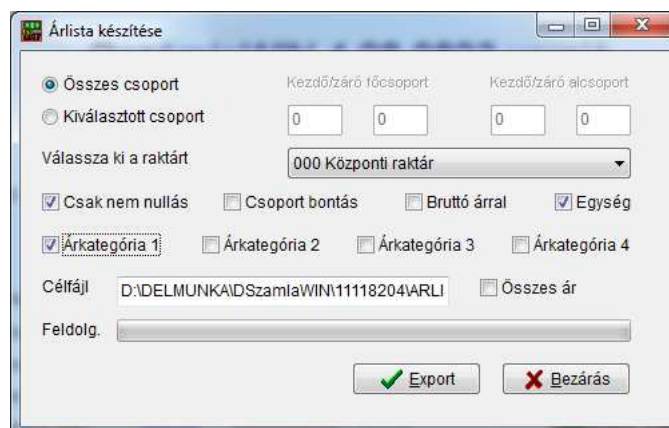 Árlista készítése
Összes csoport
Kezdő/záró főcsoport
Kezdő/záró alcsoport
Kiválasztott csoport
0
0
0
0
Válassza ki a raktárt
000 Központi raktár
Csak nem nullás
Csoport bontás
Bruttó árral
Egység
Árkategória 1
Árkategória 2
Árkategória 3
Árkategória 4
Célfájl
D:\DELMUNKA\DSzamlaWIN\11118204\ARLI
Összes ár
Feldolg.
Export
Bezárás